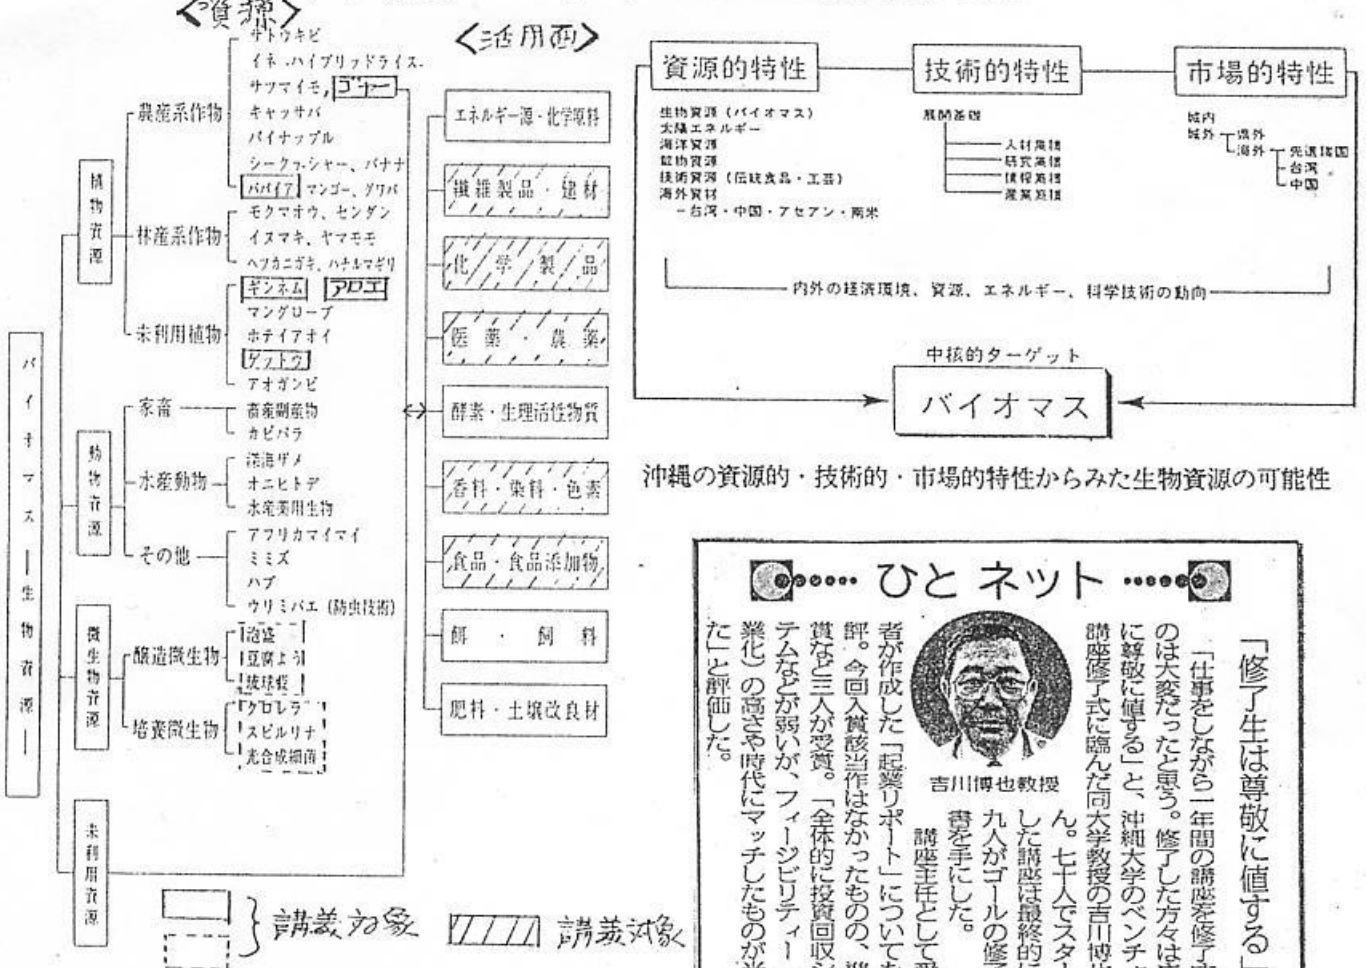 <資源>
サトウキビ
イネ-ハイブリッドライス-
サツマイモ,ゴーヤー
キャッサバ
パイナップル
シークヮシャー、バナナ
パパイア マンゴー、グワバ
農産系作物
植物資源
モクマオウ、センダン
林産系作物
イヌマキ、ヤマモモ
ギンネム アロエ
マングローブ
未利用植物
ホテイアオイ
ゲットウ
アオガンピ
家畜
畜産副産物
カピバラ
動物資源
深海ザメ
水産動物
オニヒトデ
水産薬用生物
アフリカマイマイ
その他
ミミズ
ハブ
ウリミバエ(防虫技術)
バイオマス―生物資源―
微生物資源
泡盛
醸造微生物
豆腐よう
クロレラ
培養微生物
スピルリナ
光合成細菌
未利用資源
講義対象
<活用面>
エネルギー源・化学原料
繊維製品・建材
化学製品
医薬・農薬
酵素・生理活性物質
香料・染料・色素
食品・食品添加物
餌・飼料
肥料・土壌改良材
講義対象
資源的特性
技術的特性
市場的特性
生物資源(バイオマス)
太陽エネルギー
海洋資源
鉱物資源
技術資源(伝統食品・工芸)
海外資材
-台湾・中国・アセアン・南米
展開基礎
人材集積
研究集積
情報集積
産業集積
域内
域外
県外
海外
先進諸国
台湾
中国
内外の経済環境、資源、エネルギー、科学技術の動向
中核的ターゲット
バイオマス
沖縄の資源的・技術的・市場的特性からみた生物資源の可能性
ひとネット
「修了生は尊敬に値する」
「仕事をしながら一年間の講座を修了
のは大変だったと思う。修了した方々は
に尊敬に値する」と、沖縄大学のベンチ
講座修了式に臨んだ同大学教授の吉川博也
吉川博也教授
ん。七十人でスタ
した講座は最終的に
九人がゴールの修了
書を手にした。
講座主任として
者が作成した「起業リポート」について
評。今回入賞該当作はなかったものの、
賞など三人が受賞。「全体的に投資回収シ
テムなどが弱いが、フィージビリティー
業化)の高さや時代にマッチしたものが
た」と評価した。